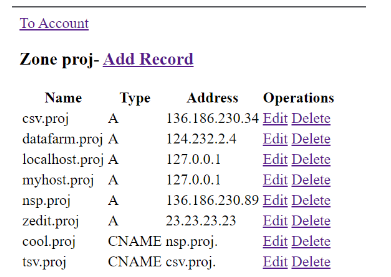 To Account
Zone proj- Add Record
Name Type Address Operations
csv.proj A 136.186.230.34 Edit Delete
datafarm.proj A 124.232.2.4 Edit Delete
localhost.proj A 127.0.0.1 Edit Delete
myhost.proj A 127.0.0.1 Edit Delete
nsp.proj A 136.186.230.89 Edit Delete
zedit.proj A 23.23.23.23 Edit Delete
cool.proj CNAME nsp.proj. Edit Delete
tsv.proj CNAME csv.proj. Edit Delete